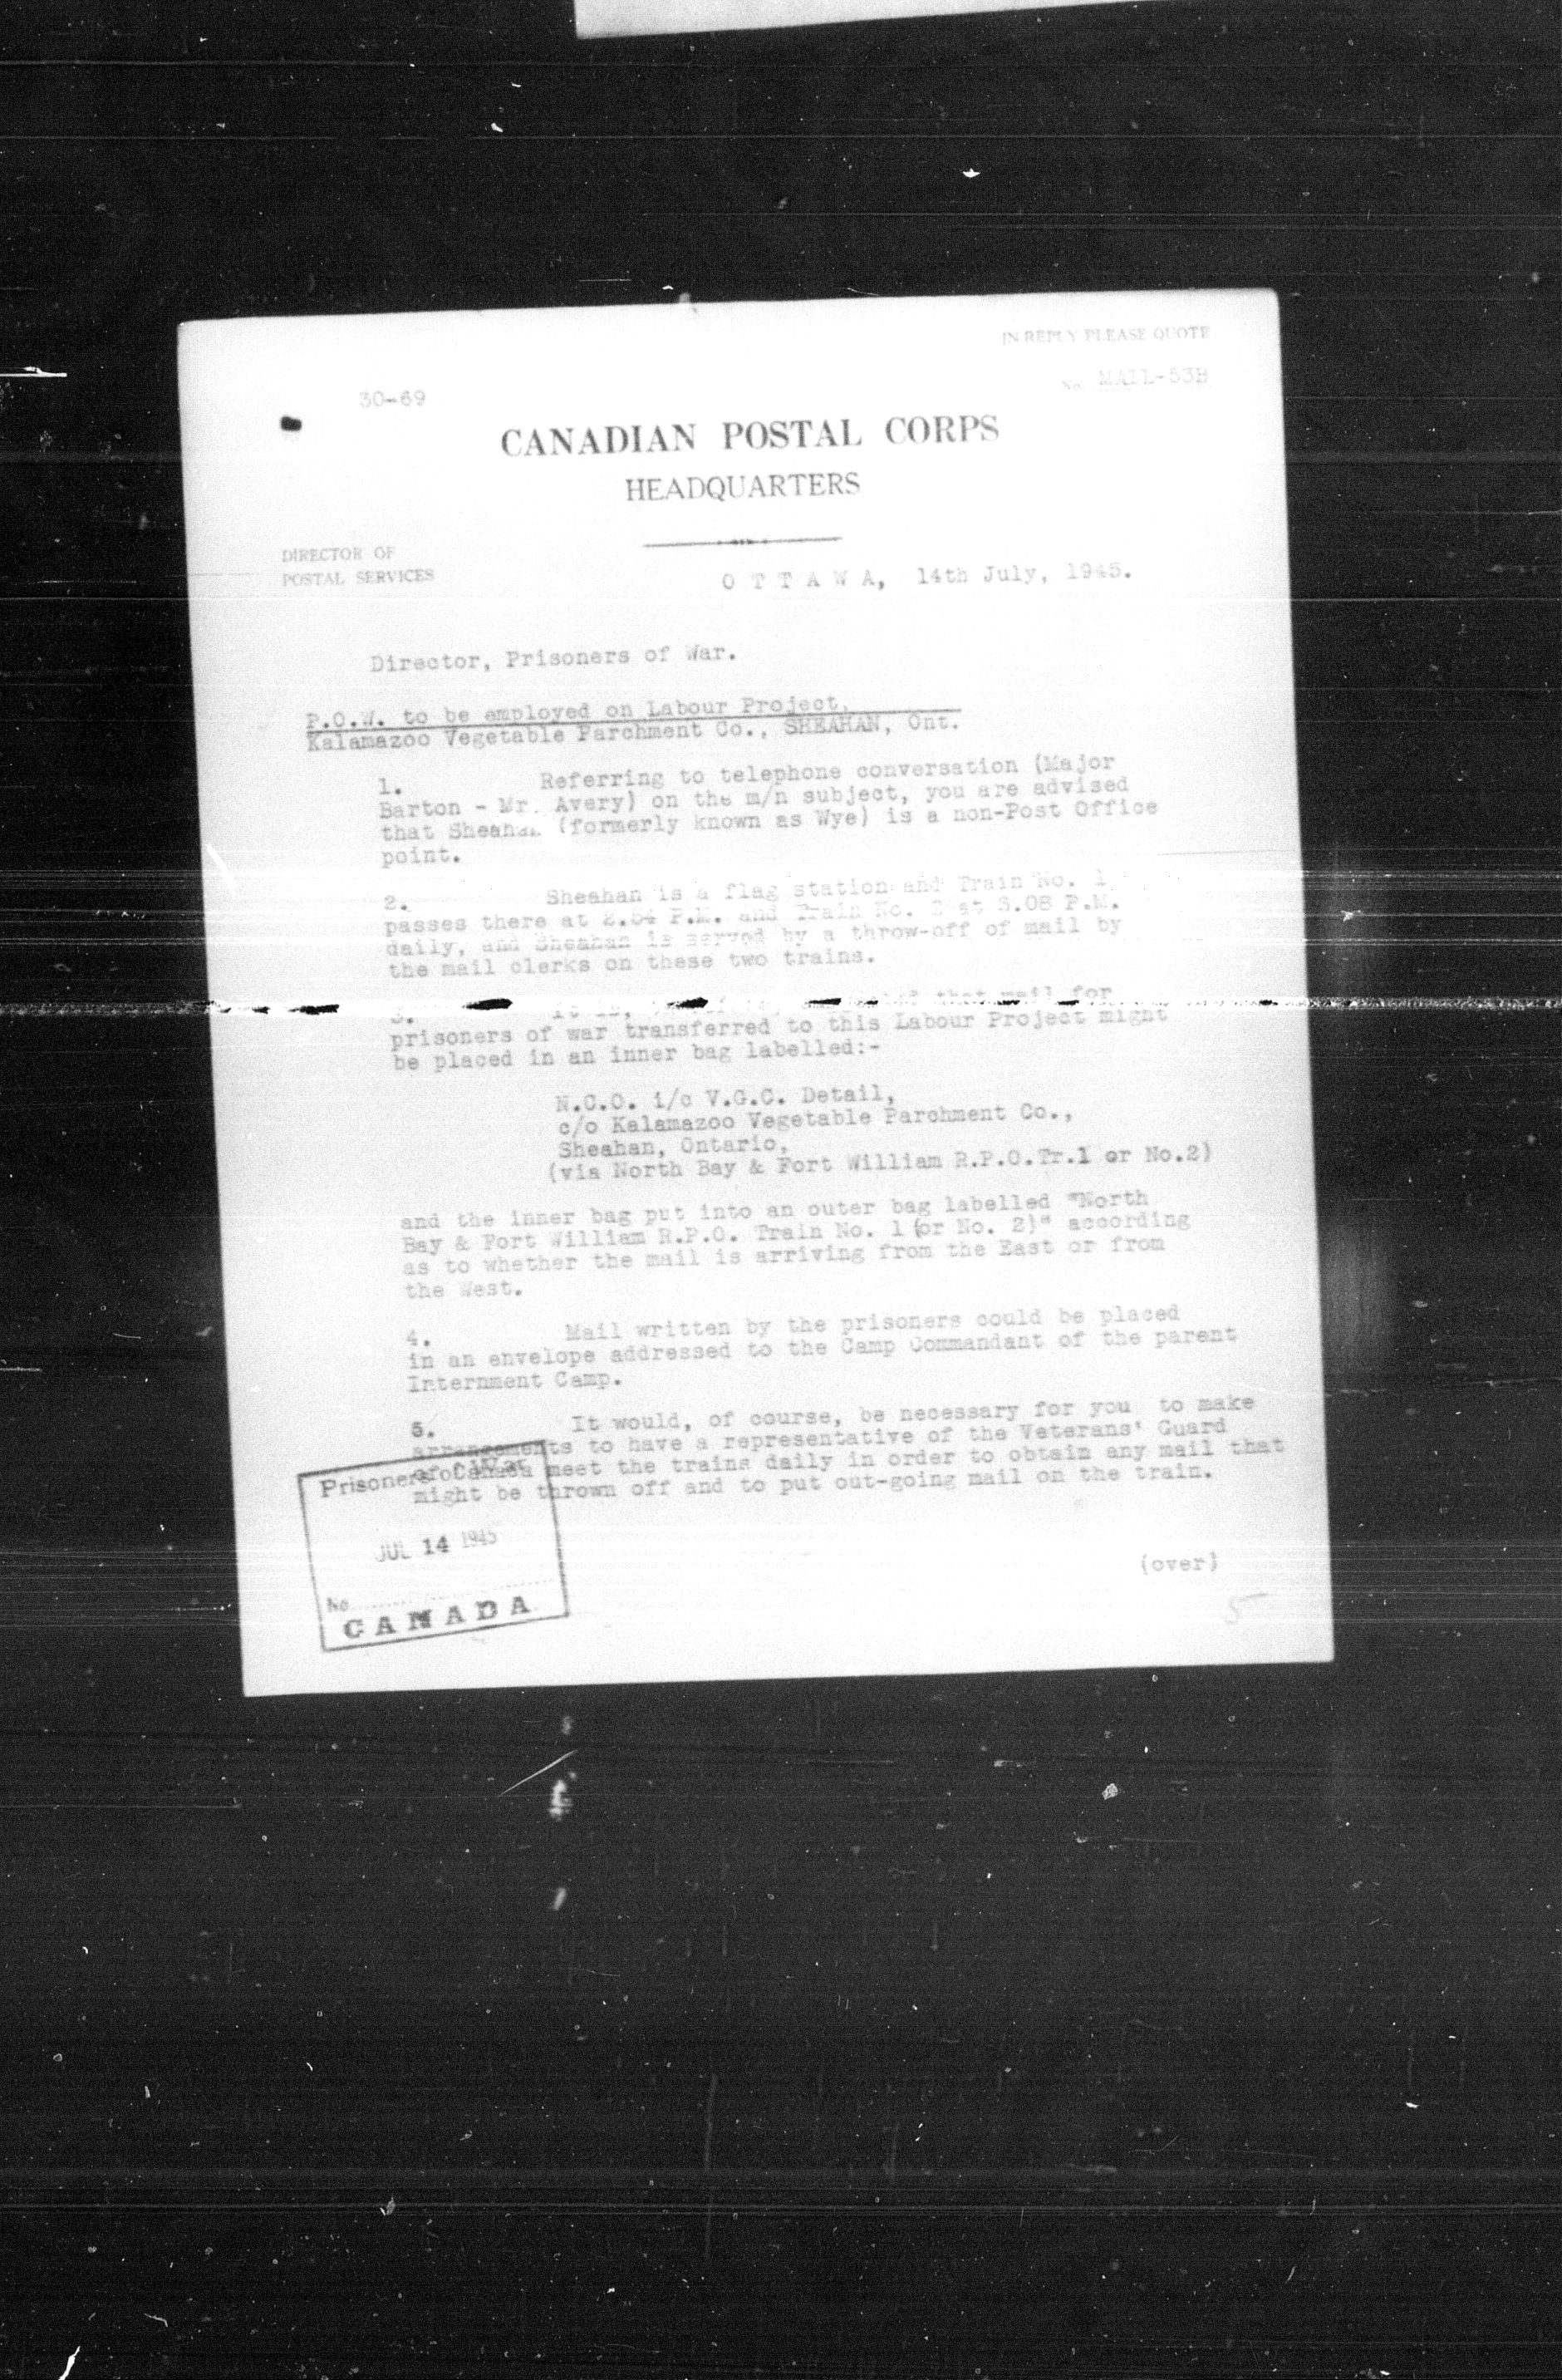 IN REPLY PLEASE QUOTE
No. MAIL-53B
30-69
CANADIAN POSTAL CORPS
HEADQUARTERS
DIRECTOR OF
POSTAL SERVICES
O T T A W A, 14th July, 1945.
Director, Prisoners of War.
P.O.W. to be employed on Labour Project,
Kalamazoo Vegetable Parchment Co., SHEAHAN, Ont.
1. Referring to telephone conversation (Major
Barton - Mr. Avery) on the m/n subject, you are advised
that Sheahan (formerly known as Wye) is a non-Post Office
point.
2. Sheahan is a flag station and Train No. 1
passes there at 2.54 P.M. and Train No. 2 at 3.08 P.M.
daily, and Sheahan is served by a throw-off of mail by
the mail clerks on these two trains.
3. It is, that mail for
prisoners of war transferred to this Labour Project might
be placed in an inner bag labelled:-
N.C.O. i/c V.G.C. Detail,
c/o Kalamazoo Vegetable Parchment Co.,
Sheahan, Ontario,
(via North Bay & Fort William R.P.O.Tr.1 or No.2)
and the inner bag put into an outer bag labelled "North
Bay & Fort William R.P.O. Train No. 1 (or No. 2)" according
as to whether the mail is arriving from the East or from
the West.
4. Mail written by the prisoners could be placed
in an envelope addressed to the Camp Commandant of the parent
Internment Camp.
5. It would, of course, be necessary for you to make
arrangements to have a representative of the Veterans' Guard
of Canada meet the trains daily in order to obtain any mail that
might be thrown off and to put out-going mail on the train.
Prisoners of War
JUL 14 1945
No
CANADA
(over)
5